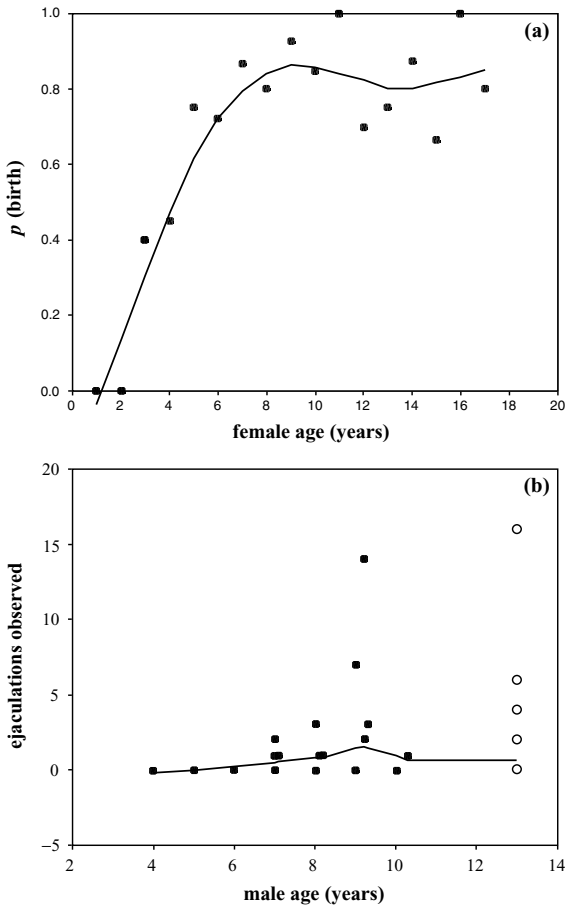 (a)
1.0
0.8
0.6
0.4
0.2
0.0
p (birth)
0 2 4 6 8 10 12 14 16 18 20
female age (years)
(b)
20
15
10
5
0
−5
ejaculations observed
2 4 6 8 10 12 14
male age (years)